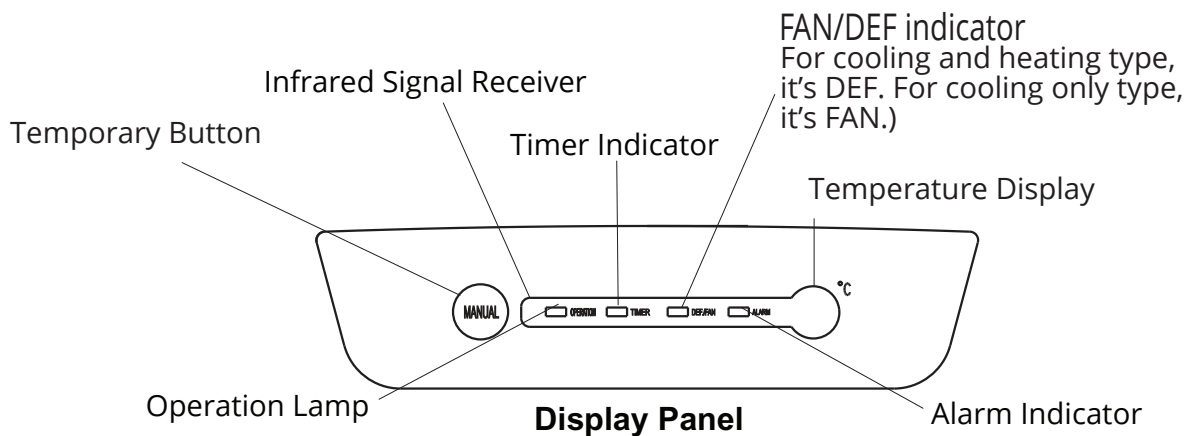 FAN/DEF indicator
For cooling and heating type,
it's DEF. For cooling only type,
it's FAN.)
Infrared Signal Receiver
Temporary Button
Timer Indicator
Temperature Display
°C
MANUAL
OPERATION
TIMER
DEF./FAN
ALARM
Operation Lamp
Display Panel
Alarm Indicator